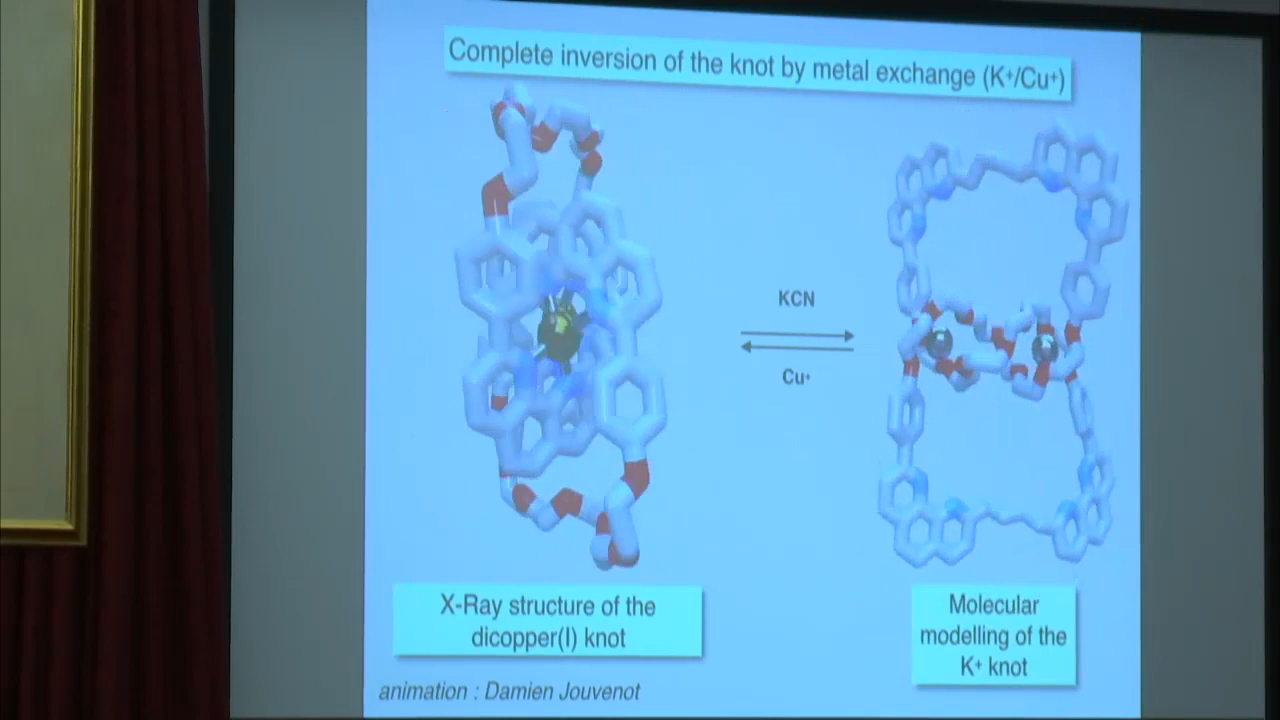 Complete inversion of the knot by metal exchange (K⁺/Cu⁺)
KCN
Cu⁺
X-Ray structure of the
dicopper(I) knot
Molecular
modelling of the
K⁺ knot
animation : Damien Jouvenot